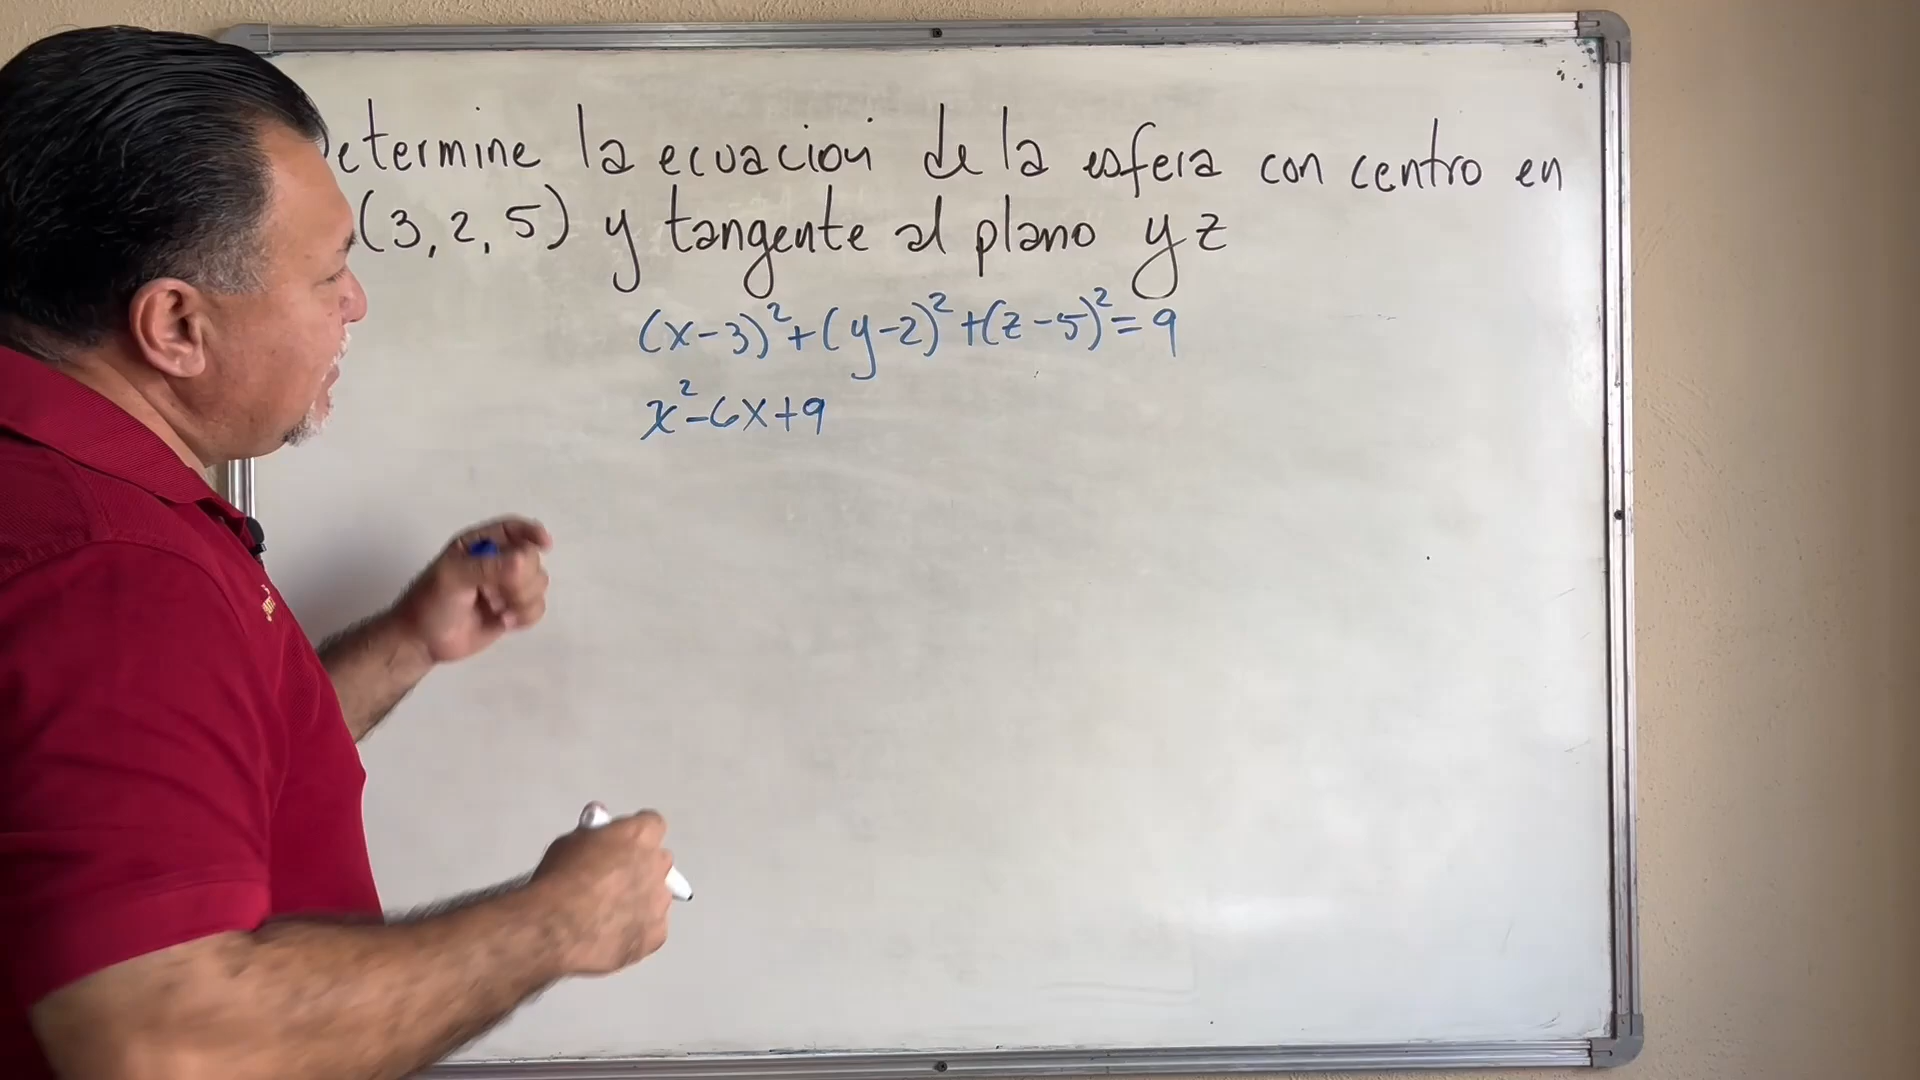 Determine la ecuacion de la esfera con centro en
(3, 2, 5) y tangente al plano yz
(x-3)²+(y-2)²+(z-5)²=9
x²-6x+9